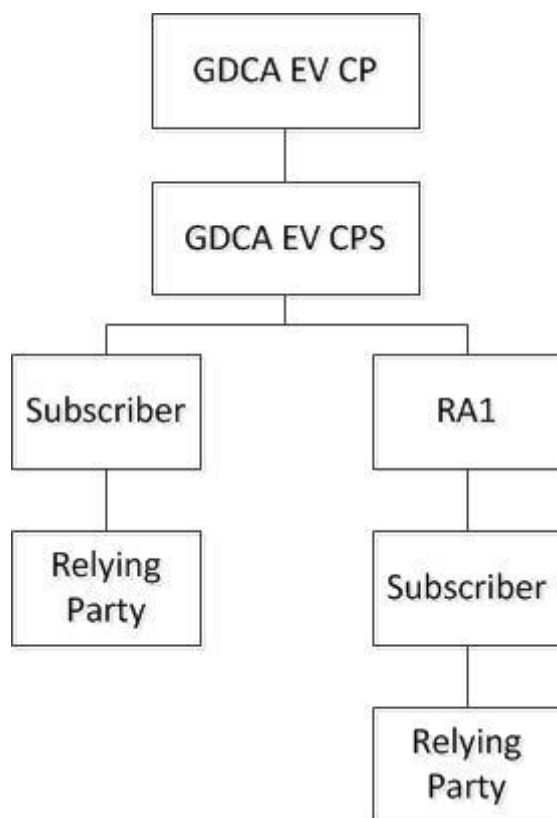 GDCA EV CP
GDCA EV CPS
Subscriber
RA1
Relying
Party
Subscriber
Relying
Party